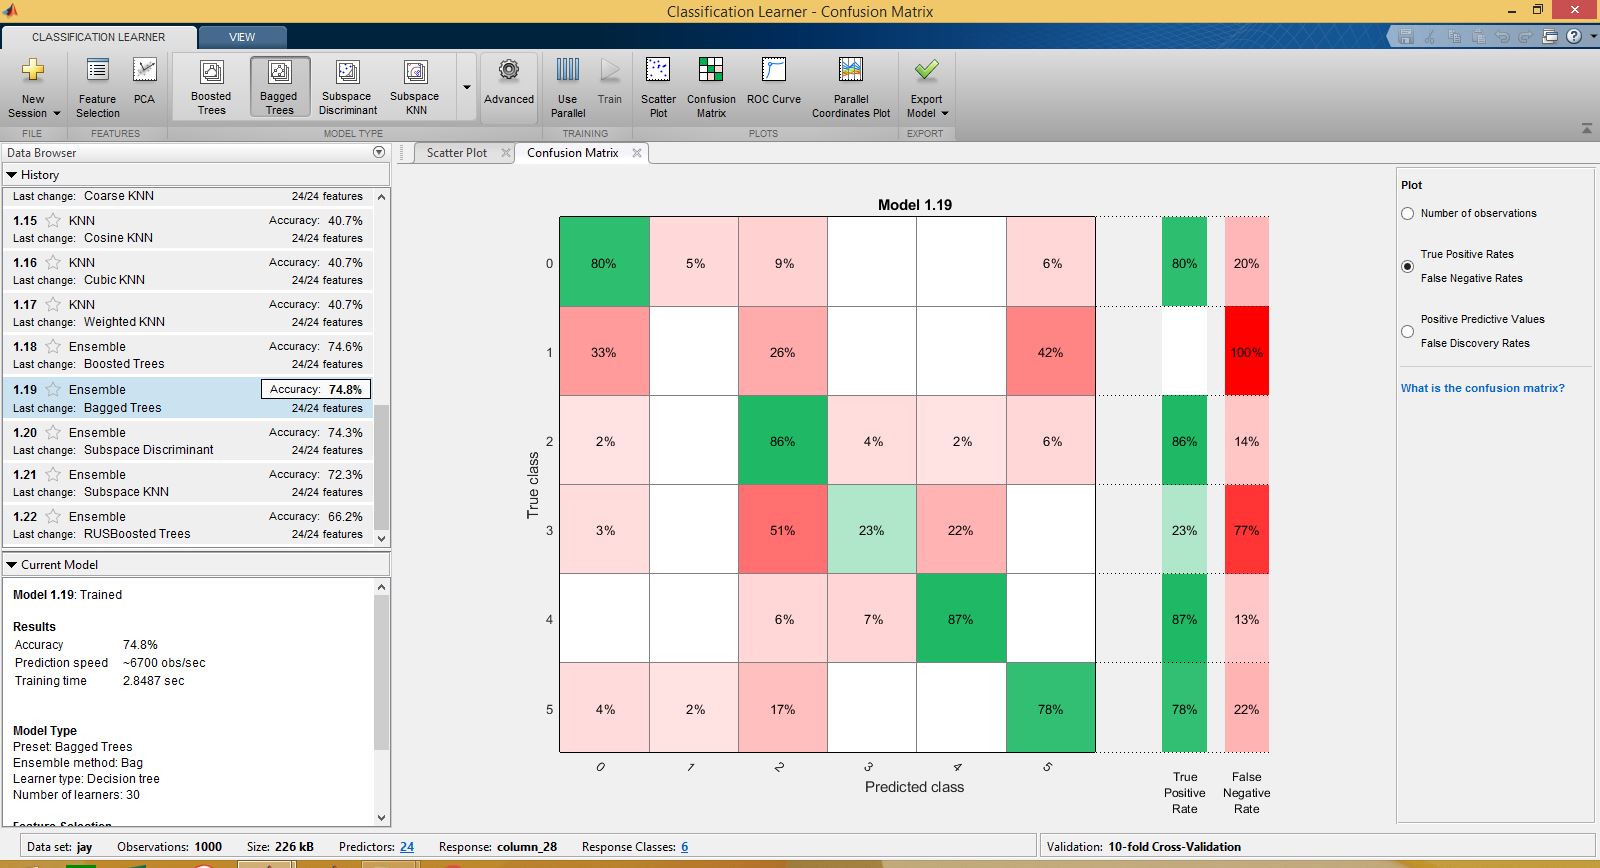 Classification Learner - Confusion Matrix
CLASSIFICATION LEARNER
VIEW
New
Session
Feature
Selection
PCA
Boosted
Trees
Bagged
Trees
Subspace
Discriminant
Subspace
KNN
Advanced
Use
Parallel
Train
Scatter
Plot
Confusion
Matrix
ROC Curve
Parallel
Coordinates Plot
Export
Model
FILE
FEATURES
MODEL TYPE
TRAINING
PLOTS
EXPORT
Data Browser
History
Last change: Coarse KNN 24/24 features
1.15 KNN Accuracy: 40.7%
Last change: Cosine KNN 24/24 features
1.16 KNN Accuracy: 40.7%
Last change: Cubic KNN 24/24 features
1.17 KNN Accuracy: 40.7%
Last change: Weighted KNN 24/24 features
1.18 Ensemble Accuracy: 74.6%
Last change: Boosted Trees 24/24 features
1.19 Ensemble Accuracy: 74.8%
Last change: Bagged Trees 24/24 features
1.20 Ensemble Accuracy: 74.3%
Last change: Subspace Discriminant 24/24 features
1.21 Ensemble Accuracy: 72.3%
Last change: Subspace KNN 24/24 features
1.22 Ensemble Accuracy: 66.2%
Last change: RUSBoosted Trees 24/24 features
Current Model
Model 1.19: Trained
Results
Accuracy 74.8%
Prediction speed ~6700 obs/sec
Training time 2.8487 sec
Model Type
Preset: Bagged Trees
Ensemble method: Bag
Learner type: Decision tree
Number of learners: 30
Feature Selection
Scatter Plot
Confusion Matrix
Model 1.19
True class
0 80% 5% 9% 6% 80% 20%
1 33% 26% 42% 100%
2 2% 86% 4% 2% 6% 86% 14%
3 3% 51% 23% 22% 23% 77%
4 6% 7% 87% 87% 13%
5 4% 2% 17% 78% 78% 22%
0 1 2 3 4 5
Predicted class
True
Positive
Rate
False
Negative
Rate
Plot
Number of observations
True Positive Rates
False Negative Rates
Positive Predictive Values
False Discovery Rates
What is the confusion matrix?
Data set: jay Observations: 1000 Size: 226 kB Predictors: 24 Response: column_28 Response Classes: 6
Validation: 10-fold Cross-Validation